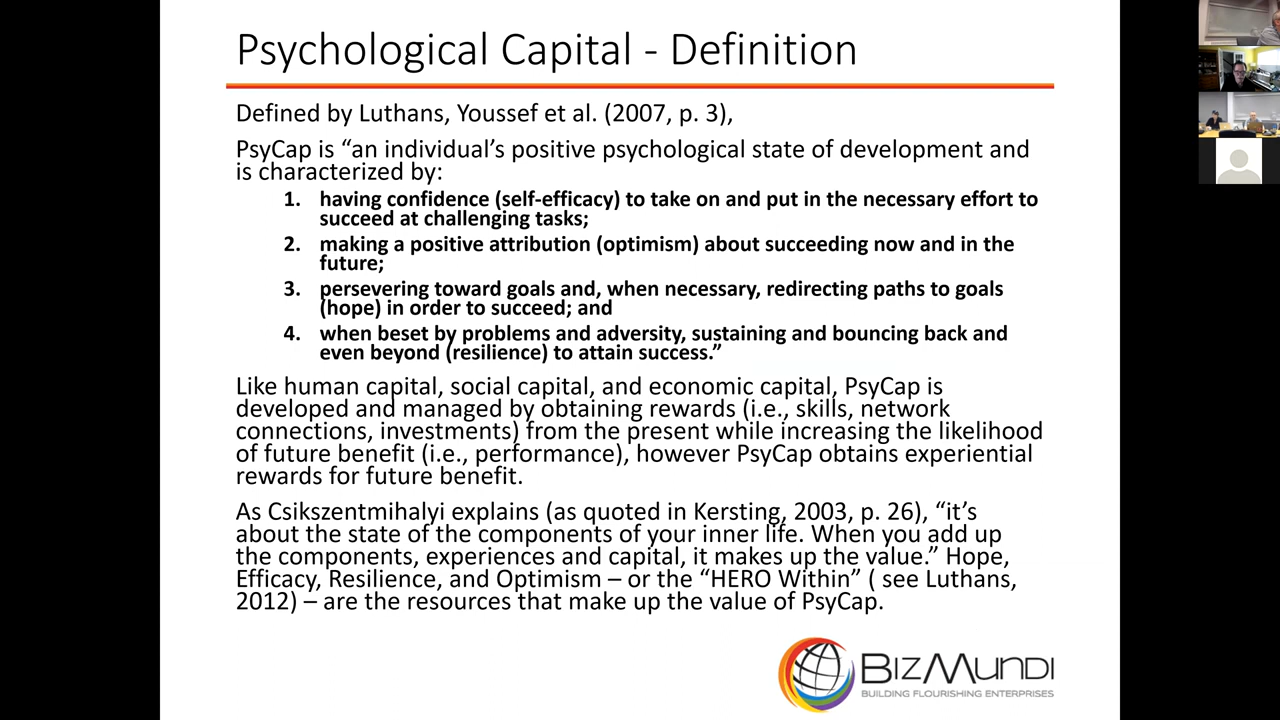 Psychological Capital - Definition
Defined by Luthans, Youssef et al. (2007, p. 3),
PsyCap is “an individual’s positive psychological state of development and
is characterized by:
1. having confidence (self-efficacy) to take on and put in the necessary effort to
succeed at challenging tasks;
2. making a positive attribution (optimism) about succeeding now and in the
future;
3. persevering toward goals and, when necessary, redirecting paths to goals
(hope) in order to succeed; and
4. when beset by problems and adversity, sustaining and bouncing back and
even beyond (resilience) to attain success.”
Like human capital, social capital, and economic capital, PsyCap is
developed and managed by obtaining rewards (i.e., skills, network
connections, investments) from the present while increasing the likelihood
of future benefit (i.e., performance), however PsyCap obtains experiential
rewards for future benefit.
As Csikszentmihalyi explains (as quoted in Kersting, 2003, p. 26), “it’s
about the state of the components of your inner life. When you add up
the components, experiences and capital, it makes up the value.” Hope,
Efficacy, Resilience, and Optimism – or the “HERO Within” ( see Luthans,
2012) – are the resources that make up the value of PsyCap.
BIZMUNDI
BUILDING FLOURISHING ENTERPRISES